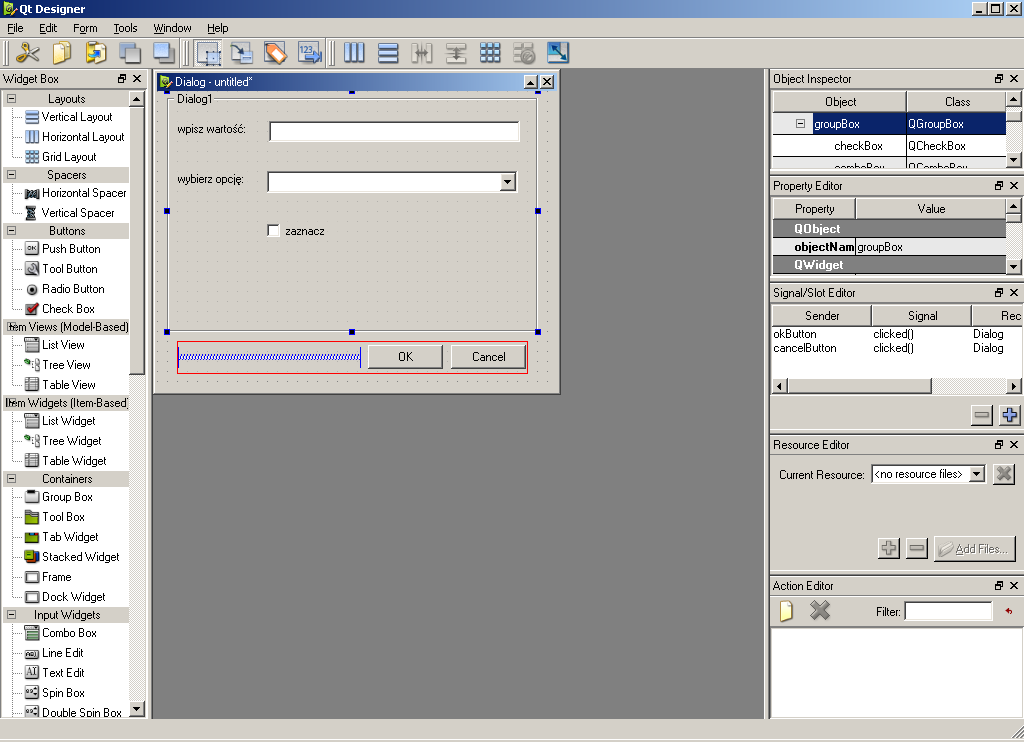 Qt Designer
File Edit Form Tools Window Help
123
Widget Box
Layouts
Vertical Layout
Horizontal Layout
Grid Layout
Spacers
Horizontal Spacer
Vertical Spacer
Buttons
OK Push Button
Tool Button
Radio Button
Check Box
Item Views (Model-Based)
List View
Tree View
Table View
Item Widgets (Item-Based)
List Widget
Tree Widget
Table Widget
Containers
Group Box
Tool Box
Tab Widget
Stacked Widget
Frame
Dock Widget
Input Widgets
Combo Box
Line Edit
AI Text Edit
Spin Box
Double Spin Box
Dialog - untitled*
Dialog1
wpisz wartość:
wybierz opcję:
zaznacz
OK Cancel
Object Inspector
Object Class
groupBox QGroupBox
checkBox QCheckBox
comboBox QComboBox
Property Editor
Property Value
QObject
objectNam groupBox
QWidget
Signal/Slot Editor
Sender Signal Rec
okButton clicked() Dialog
cancelButton clicked() Dialog
Resource Editor
Current Resource: <no resource files>
Add Files...
Action Editor
Filter: